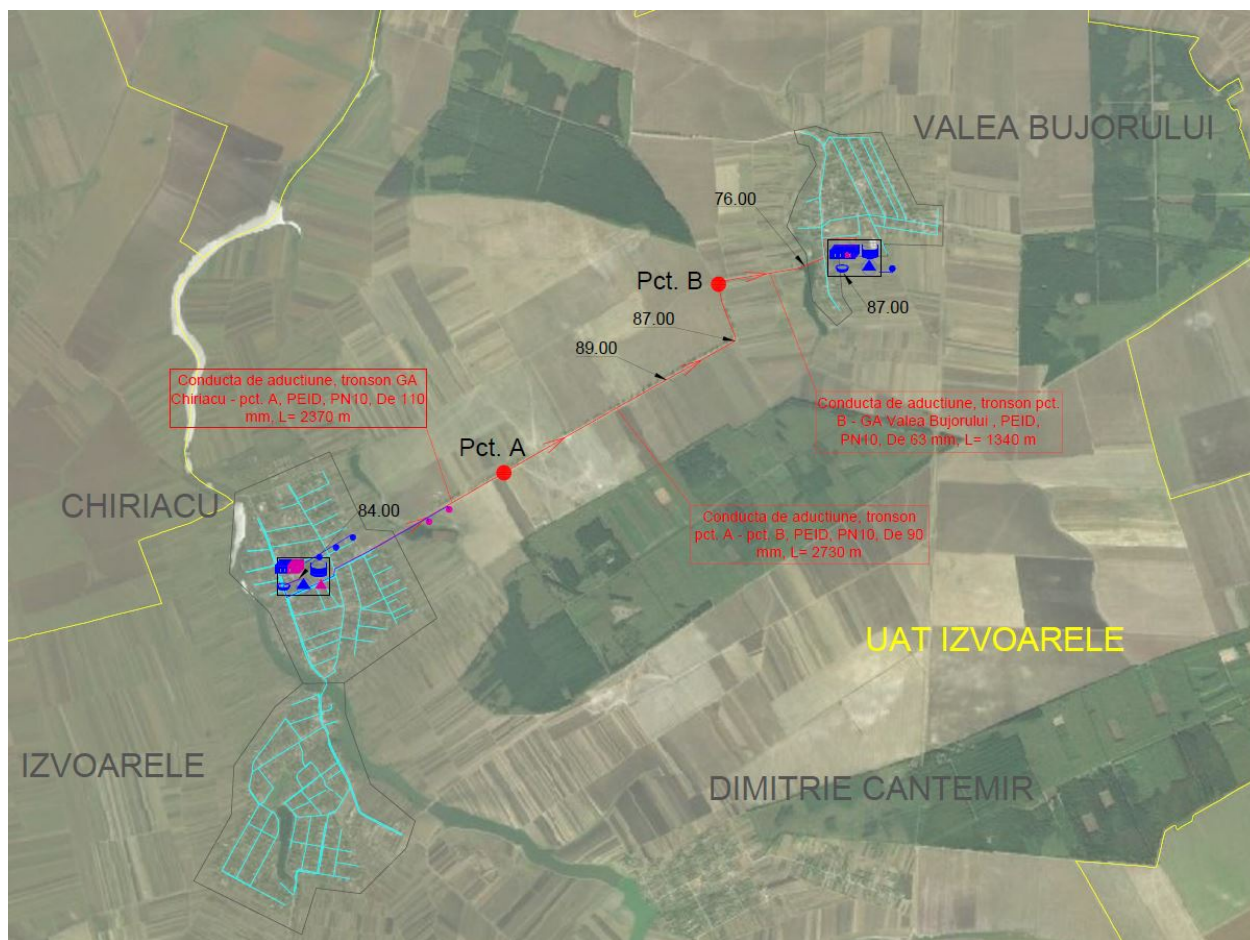 VALEA BUJORULUI
76.00
Pct. B
87.00
87.00
89.00
Conducta de aductiune, tronson GA
Chiriacu - pct. A, PEID, PN10, De 110
mm, L= 2370 m
Conducta de aductiune, tronson pct.
B - GA Valea Bujorului , PEID,
PN10, De 63 mm, L= 1340 m
Pct. A
CHIRIACU
84.00
Conducta de aductiune, tronson
pct. A - pct. B, PEID, PN10, De 90
mm, L= 2730 m
UAT IZVOARELE
IZVOARELE
DIMITRIE CANTEMIR